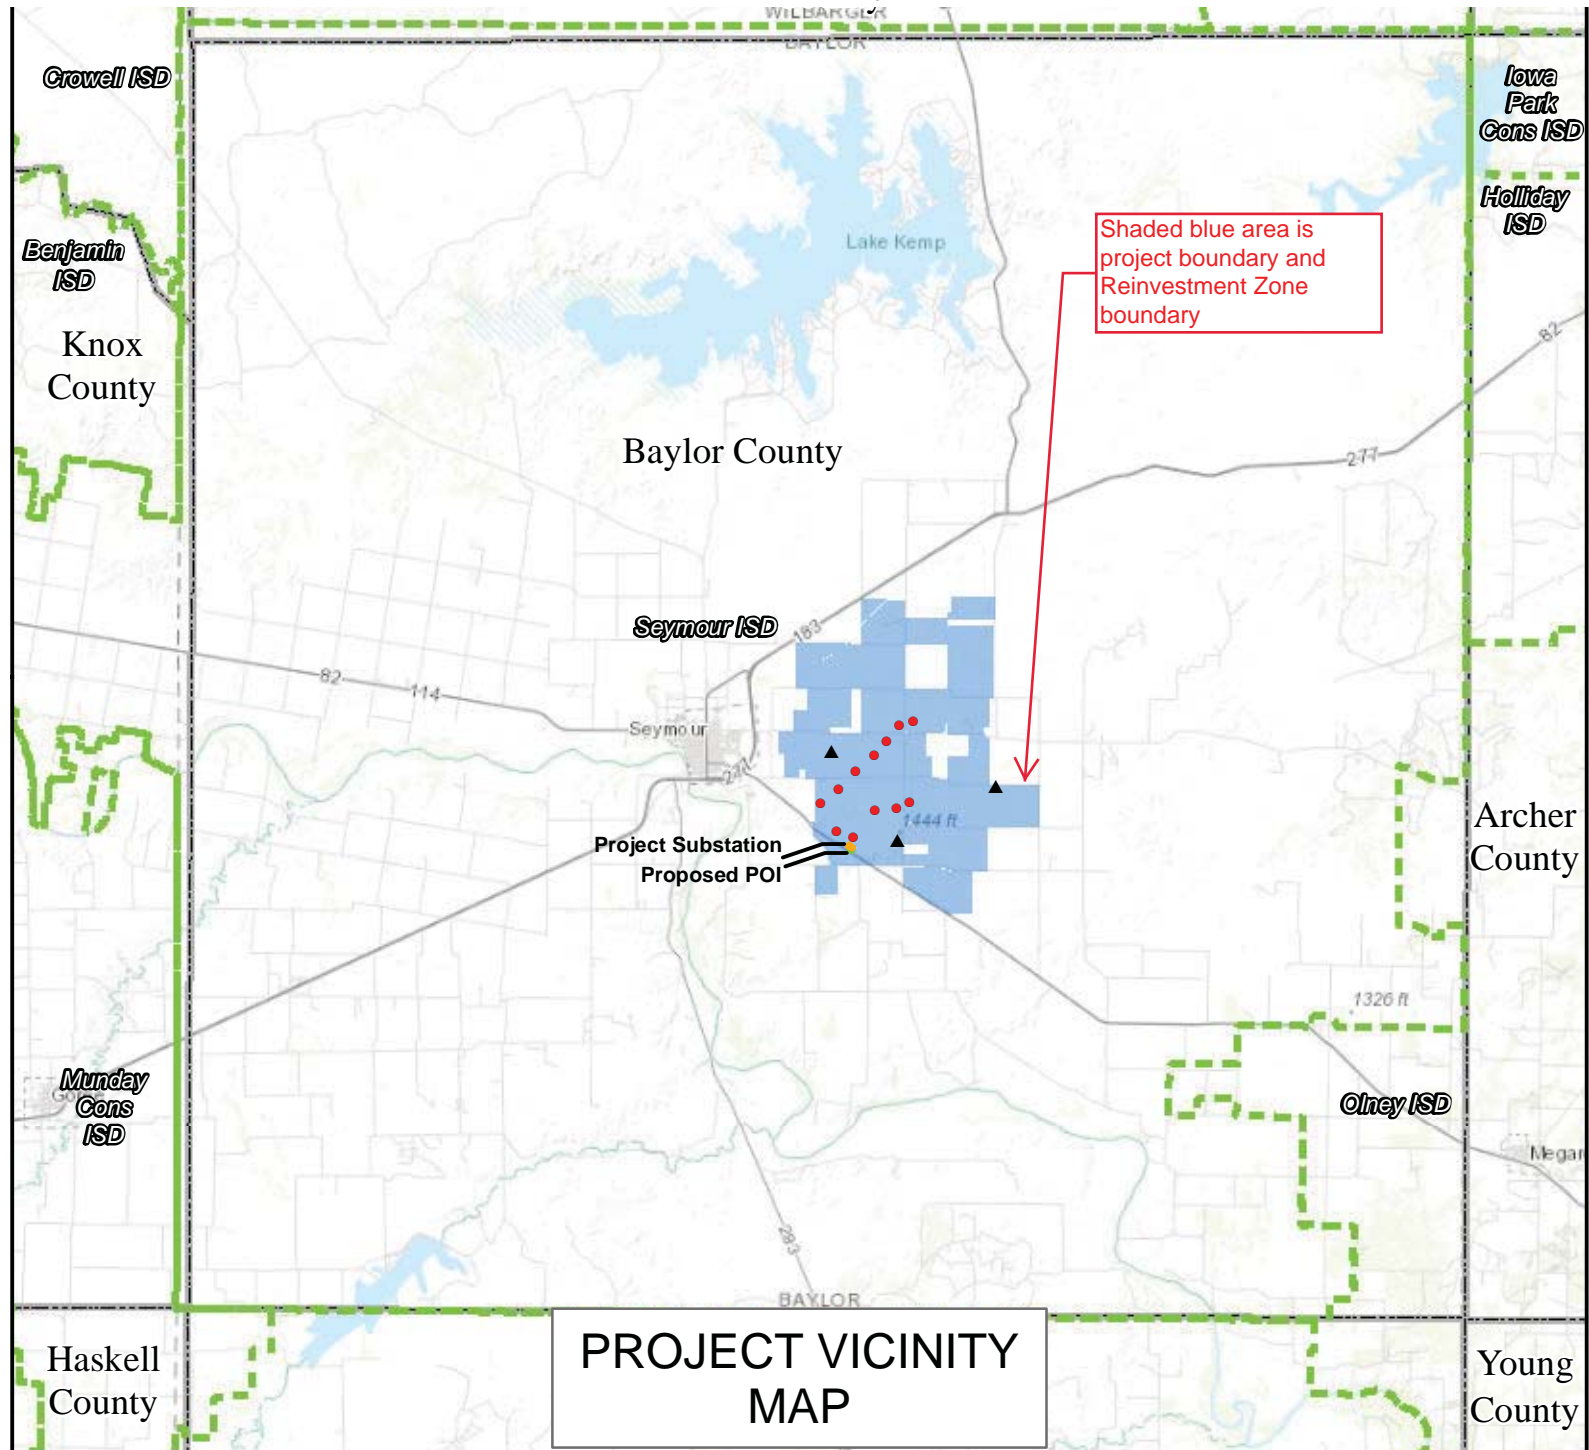 WILBARGER
BAYLOR
Crowell ISD
Iowa
Park
Cons ISD
Holliday
ISD
Benjamin
ISD
Lake Kemp
Shaded blue area is
project boundary and
Reinvestment Zone
boundary
Knox
County
82
Baylor County
277
Seymour ISD
183
82
114
Seymour
Archer
County
1444 ft
Project Substation
Proposed POI
1326 ft
Munday
Cons
ISD
Olney ISD
283
BAYLOR
PROJECT VICINITY
MAP
Haskell
County
Young
County